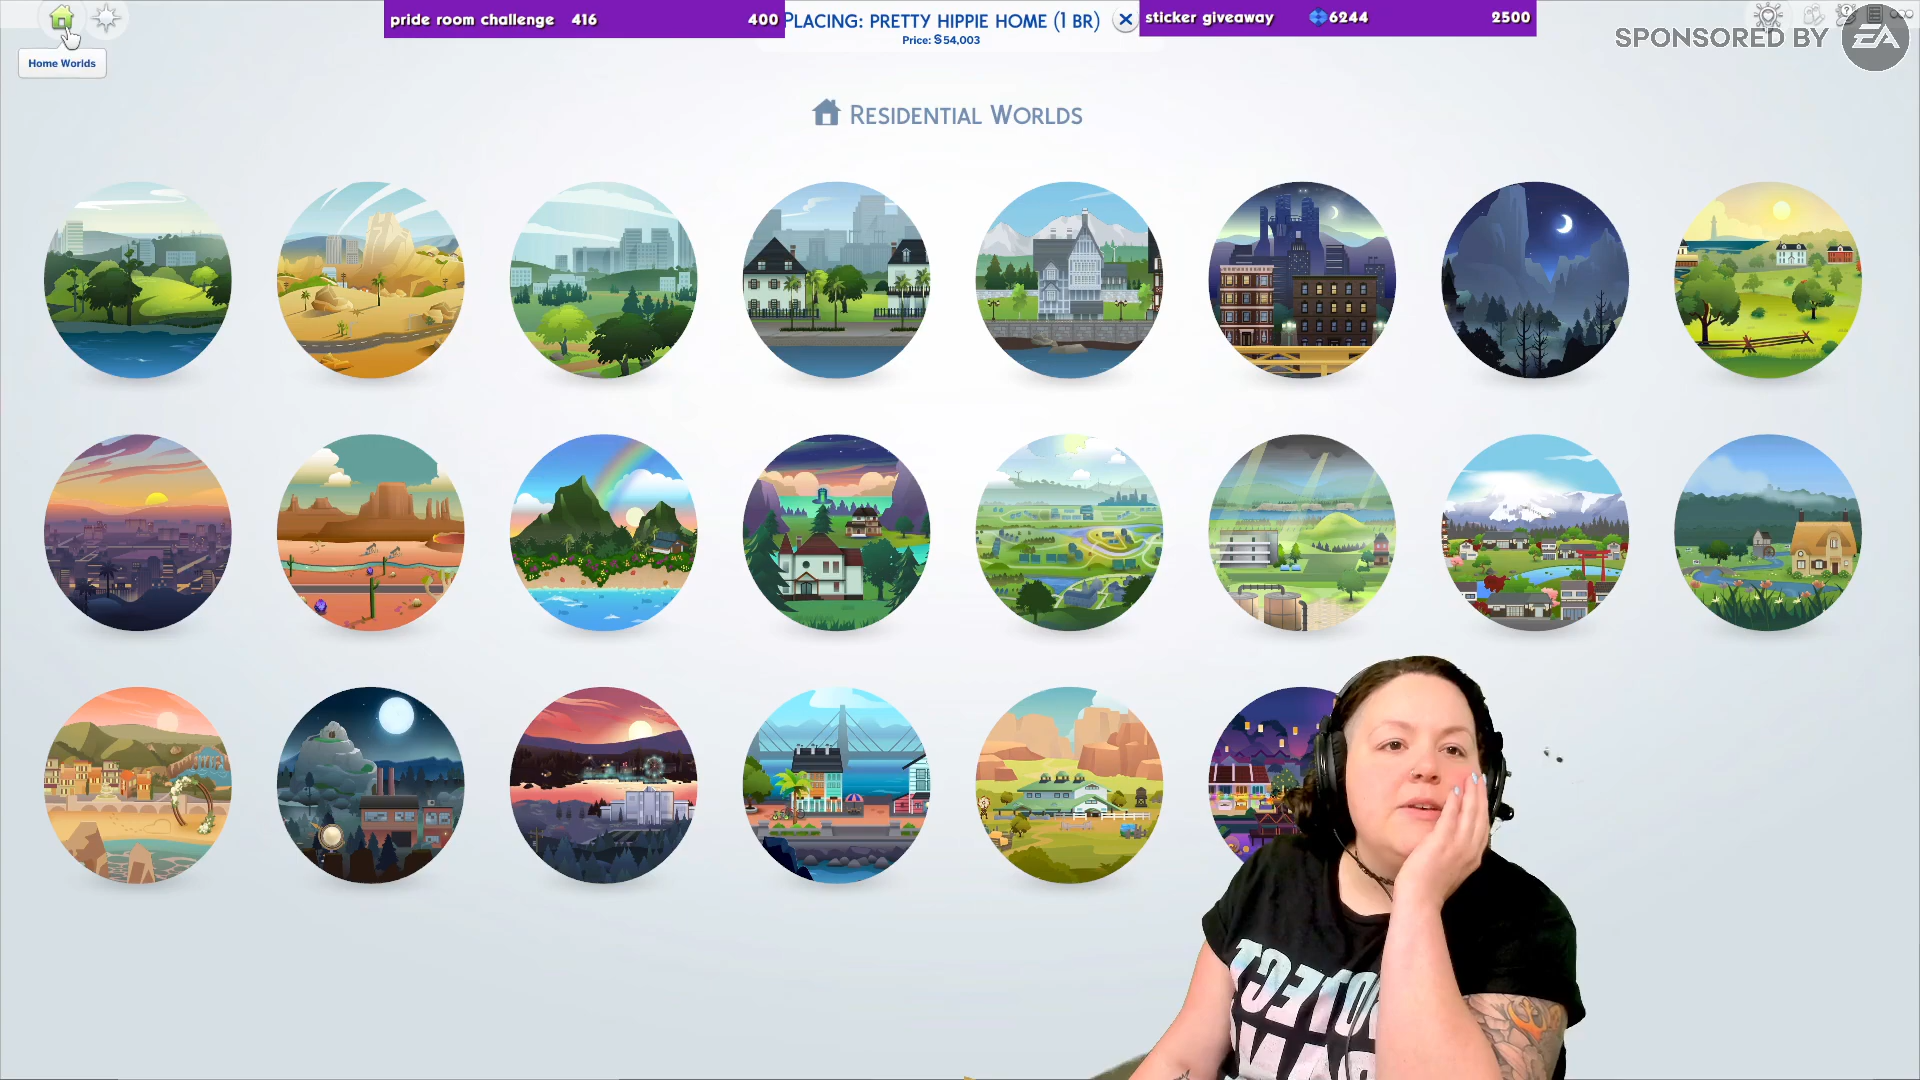 pride room challenge 416 400
PLACING: PRETTY HIPPIE HOME (1 BR)
Price: §54,003
sticker giveaway 6244 2500
SPONSORED BY EA
Home Worlds
RESIDENTIAL WORLDS